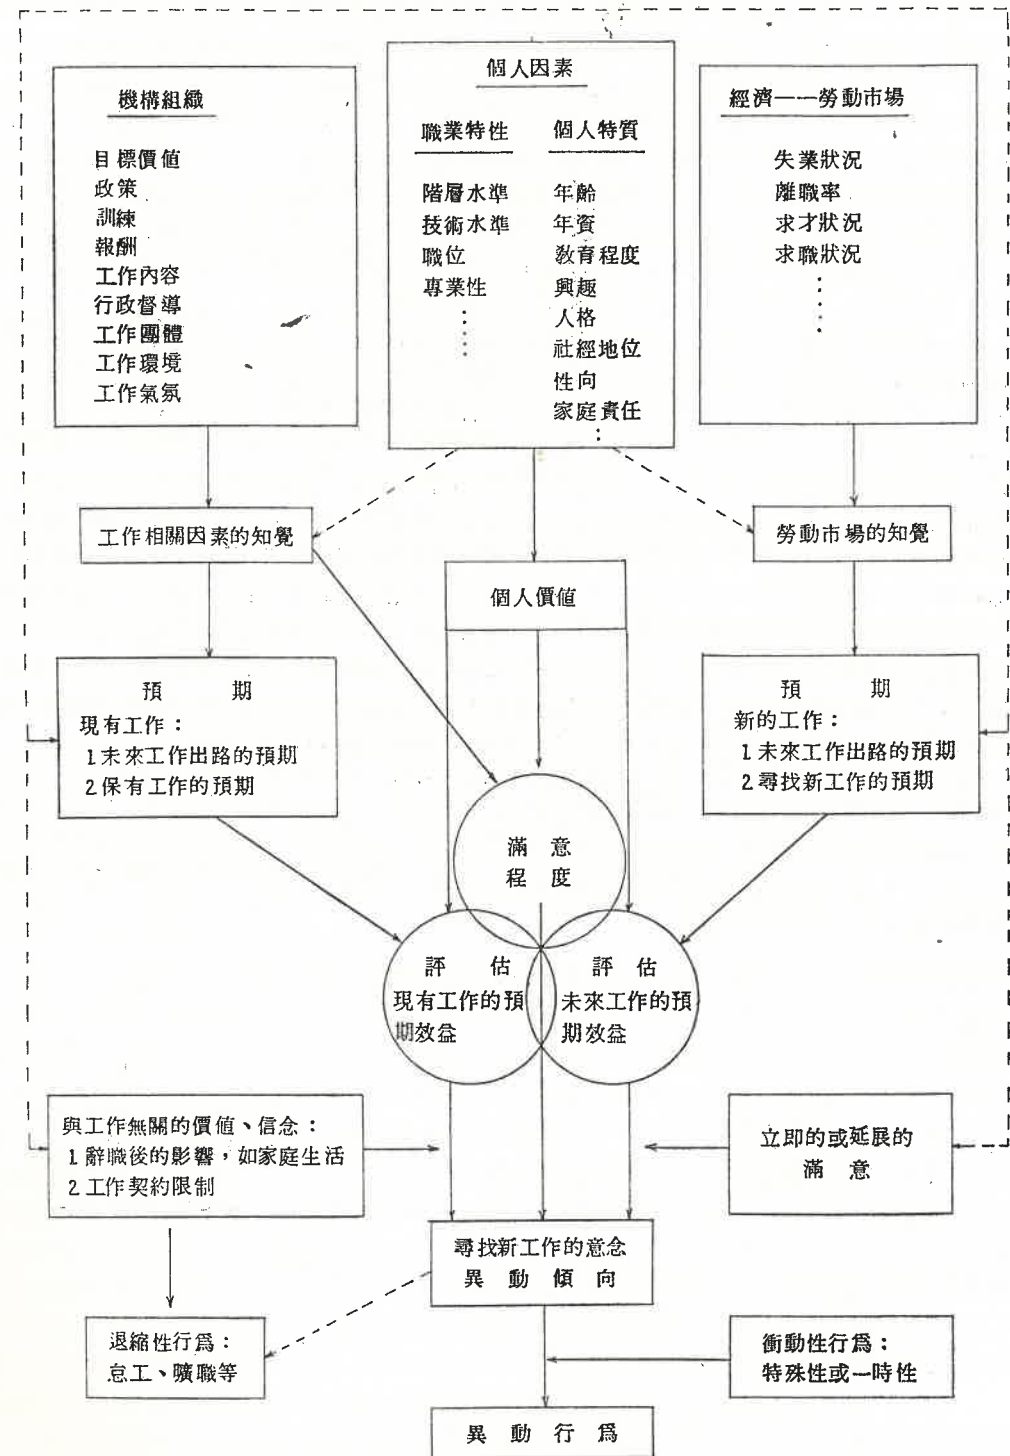 機構組織
目標價值
政策
訓練
報酬
工作內容
行政督導
工作團體
工作環境
工作氣氛
個人因素
職業特性
階層水準
技術水準
職位
專業性
個人特質
年齡
年資
教育程度
興趣
人格
社經地位
性向
家庭責任
經濟——勞動市場
失業狀況
離職率
求才狀況
求職狀況
工作相關因素的知覺
勞動市場的知覺
個人價值
預期
現有工作：
1未來工作出路的預期
2保有工作的預期
預期
新的工作：
1未來工作出路的預期
2尋找新工作的預期
滿意
程度
評估
現有工作的預
期效益
評估
未來工作的預
期效益
與工作無關的價值、信念：
1辭職後的影響，如家庭生活
2工作契約限制
立即的或延展的
滿意
尋找新工作的意念
異動傾向
退縮性行為：
怠工、曠職等
衝動性行為：
特殊性或一時性
異動行為